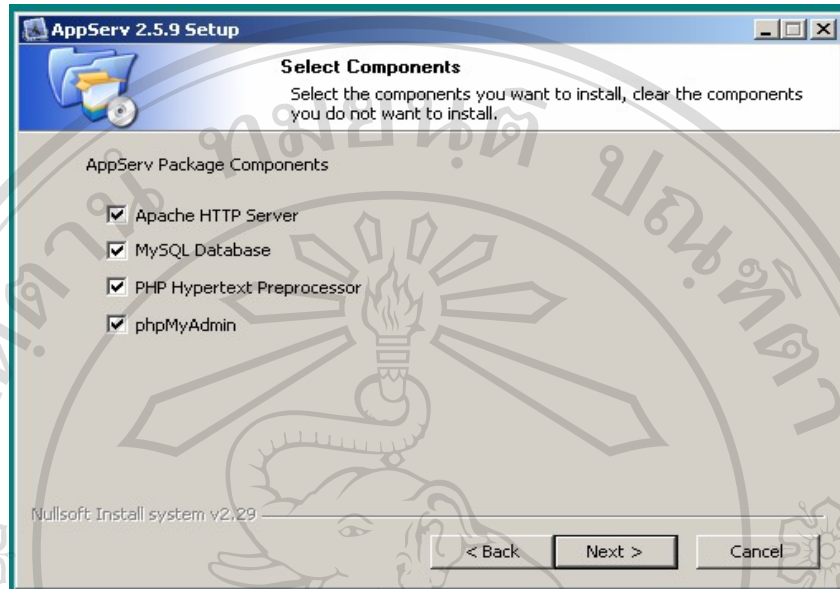 AppServ 2.5.9 Setup
Select Components
Select the components you want to install, clear the components
you do not want to install.
AppServ Package Components
Apache HTTP Server
MySQL Database
PHP Hypertext Preprocessor
phpMyAdmin
Nullsoft Install system v2.29
< Back
Next >
Cancel